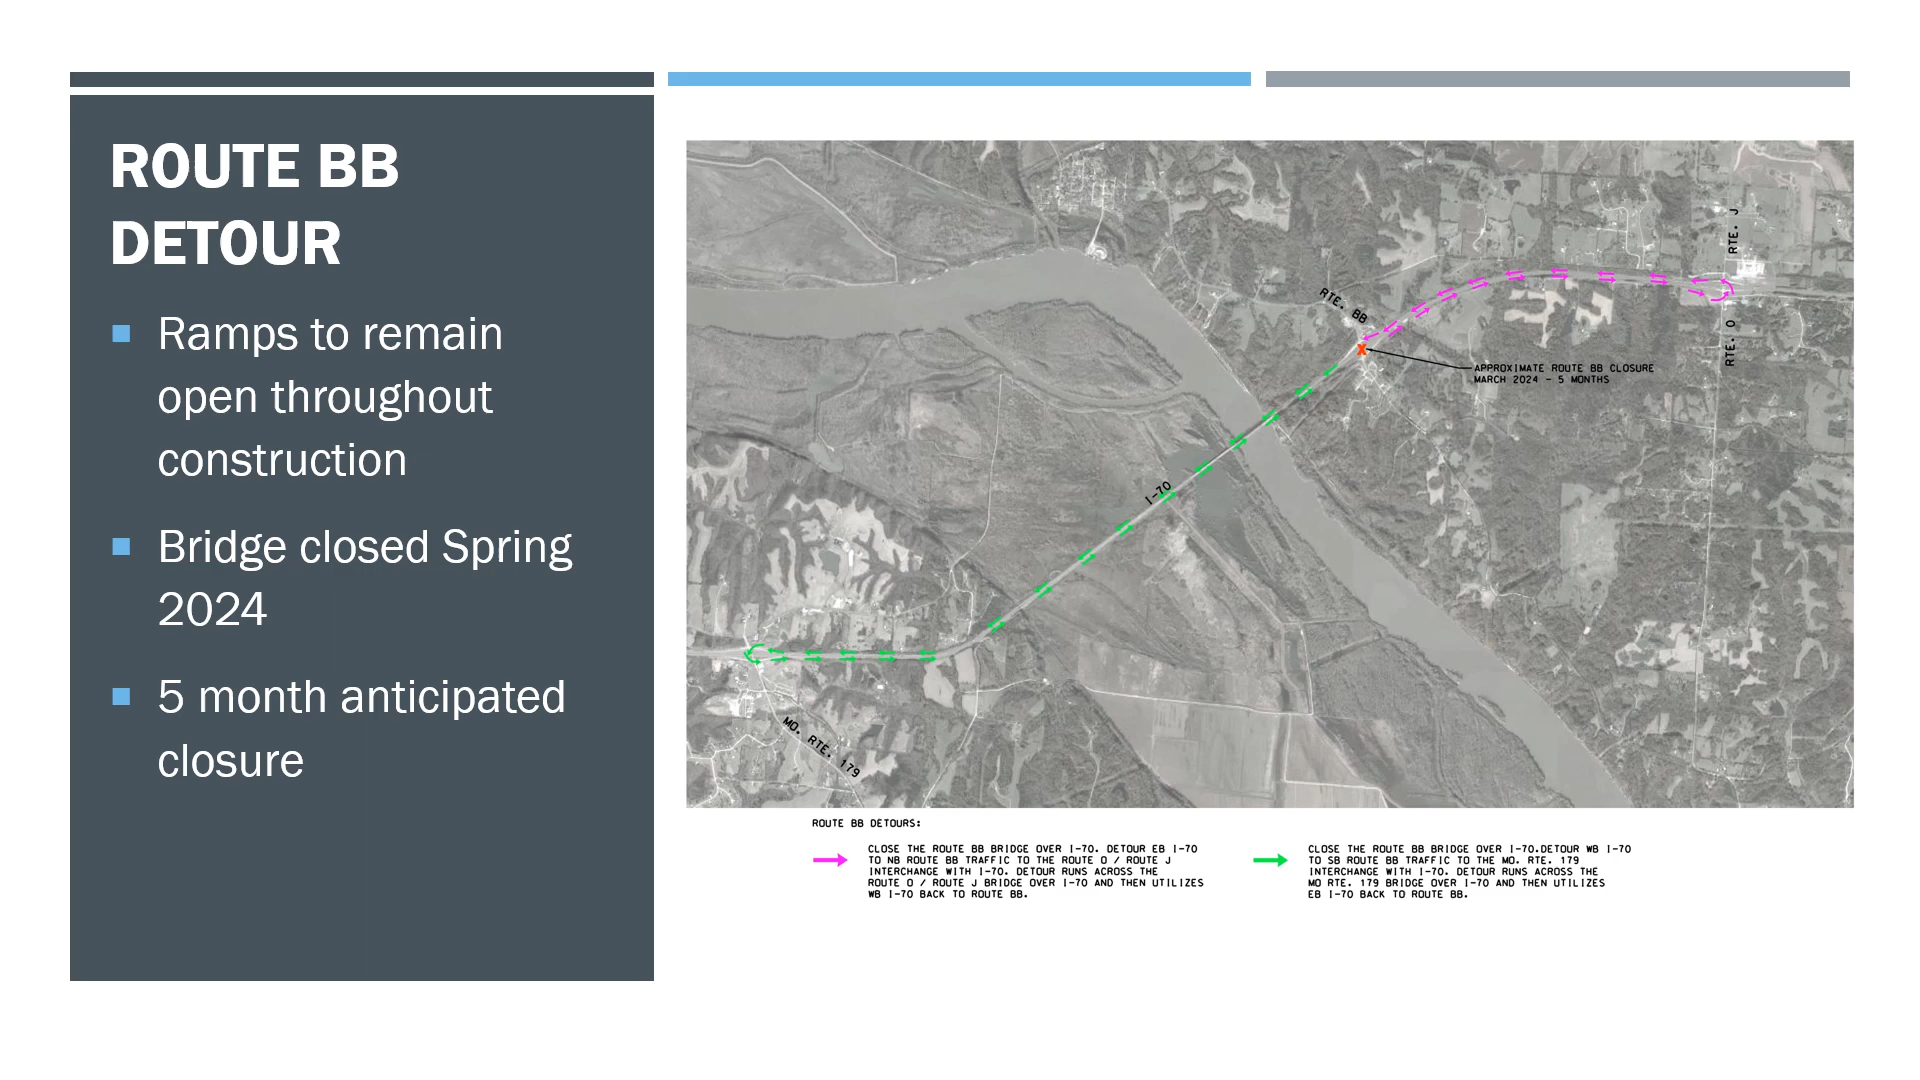 ROUTE BB
DETOUR
Ramps to remain
open throughout
construction
Bridge closed Spring
2024
5 month anticipated
closure
RTE. J
RTE. BB
RTE. O
APPROXIMATE ROUTE BB CLOSURE
MARCH 2024 - 5 MONTHS
I-70
MO. RTE. 179
ROUTE BB DETOURS:
CLOSE THE ROUTE BB BRIDGE OVER I-70. DETOUR EB I-70
TO NB ROUTE BB TRAFFIC TO THE ROUTE O / ROUTE J
INTERCHANGE WITH I-70. DETOUR RUNS ACROSS THE
ROUTE O / ROUTE J BRIDGE OVER I-70 AND THEN UTILIZES
WB I-70 BACK TO ROUTE BB.
CLOSE THE ROUTE BB BRIDGE OVER I-70.DETOUR WB I-70
TO SB ROUTE BB TRAFFIC TO THE MO. RTE. 179
INTERCHANGE WITH I-70. DETOUR RUNS ACROSS THE
MO RTE. 179 BRIDGE OVER I-70 AND THEN UTILIZES
EB I-70 BACK TO ROUTE BB.